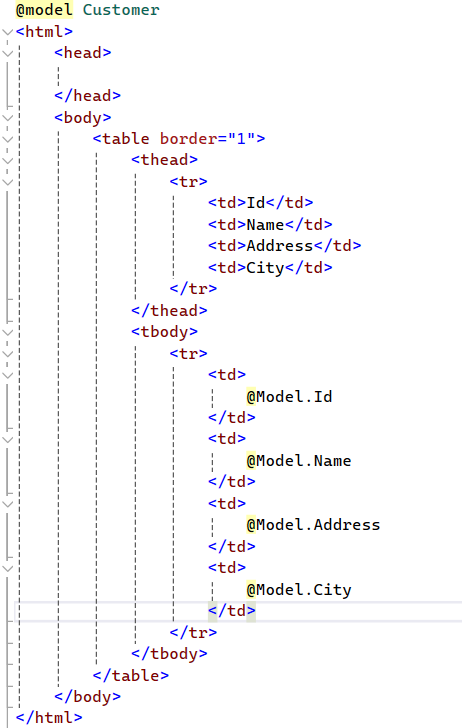 @model Customer
<html>
    <head>

    </head>
    <body>
        <table border="1">
            <thead>
                <tr>
                    <td>Id</td>
                    <td>Name</td>
                    <td>Address</td>
                    <td>City</td>
                </tr>
            </thead>
            <tbody>
                <tr>
                    <td>
                        @Model.Id
                    </td>
                    <td>
                        @Model.Name
                    </td>
                    <td>
                        @Model.Address
                    </td>
                    <td>
                        @Model.City
                    </td>
                </tr>
            </tbody>
        </table>
    </body>
</html>